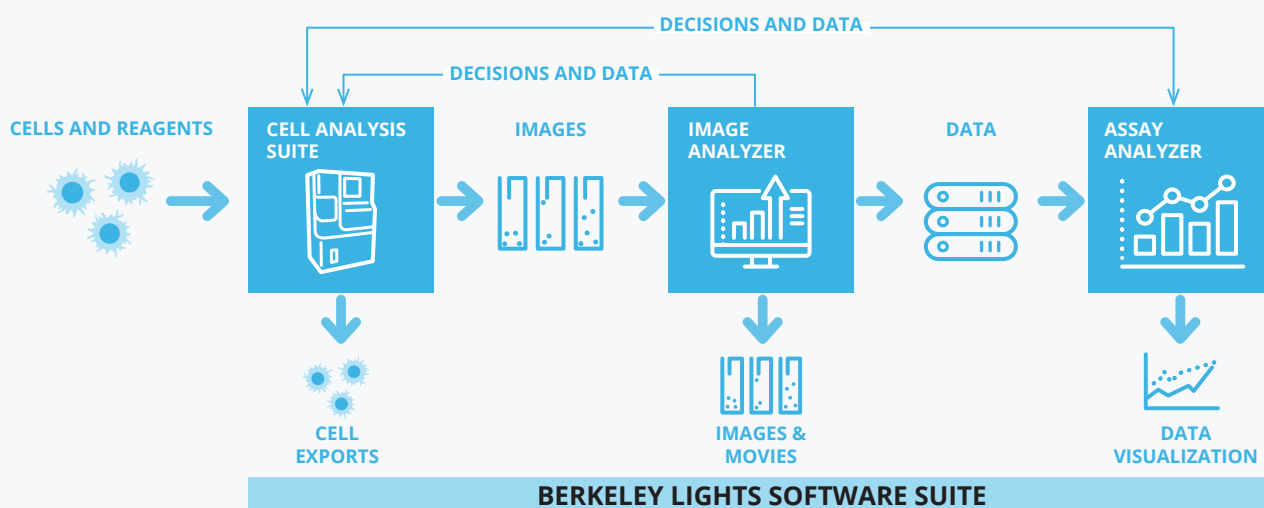 DECISIONS AND DATA
DECISIONS AND DATA
CELLS AND REAGENTS
CELL ANALYSIS
SUITE
IMAGES
IMAGE
ANALYZER
DATA
ASSAY
ANALYZER
CELL
EXPORTS
IMAGES &
MOVIES
DATA
VISUALIZATION
BERKELEY LIGHTS SOFTWARE SUITE